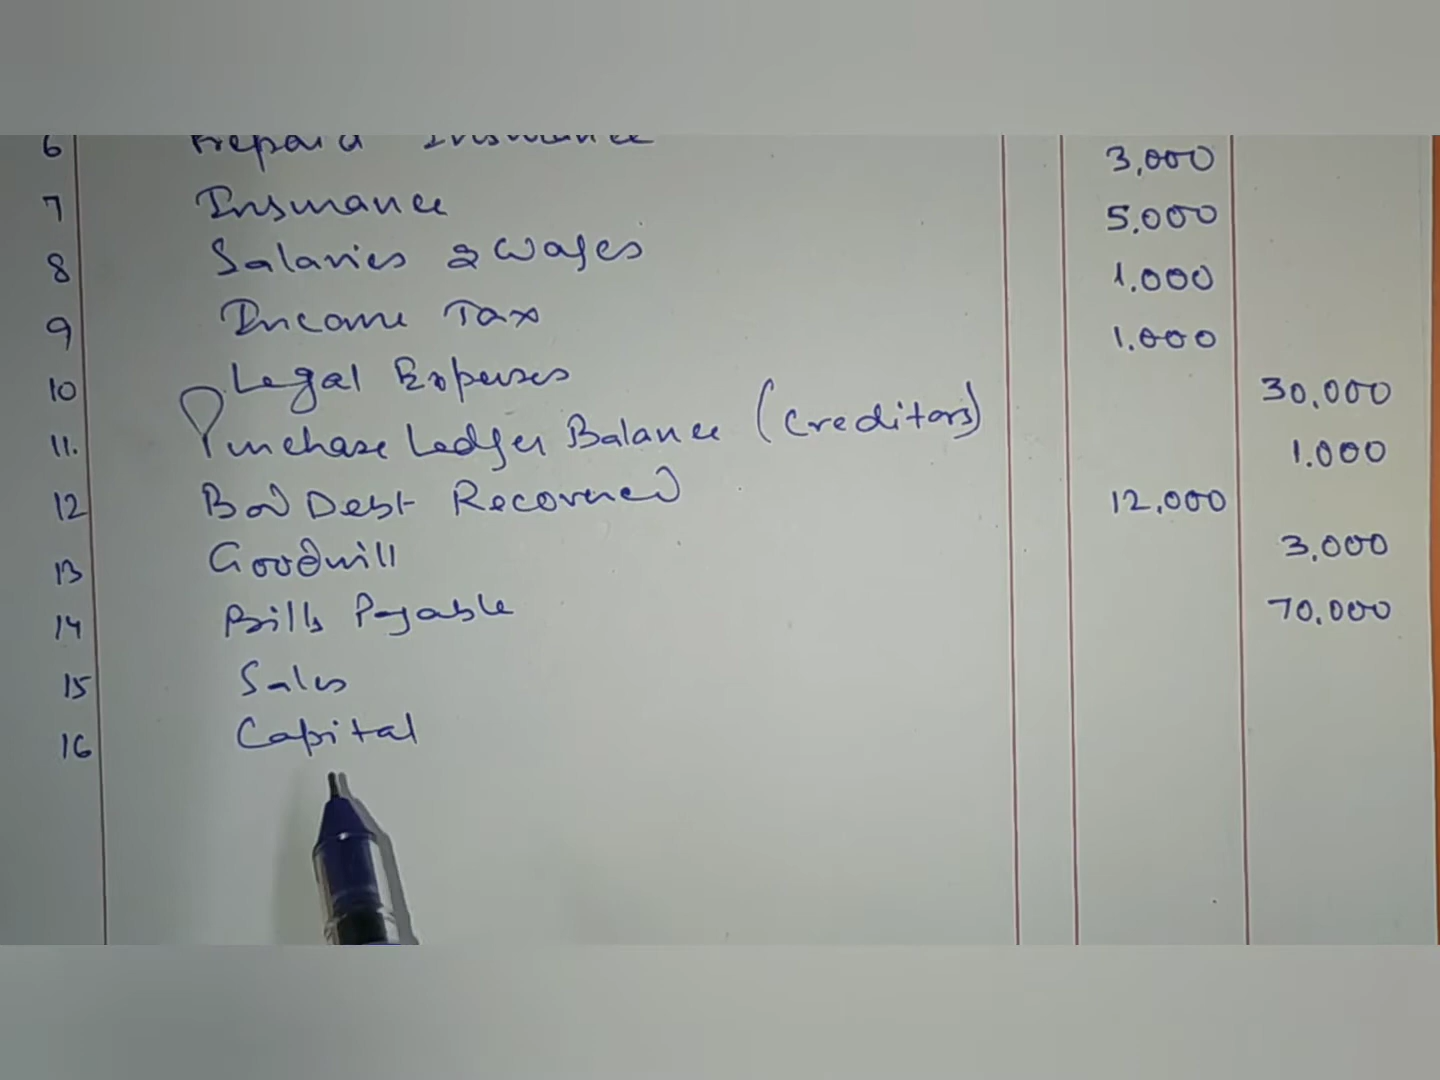 6 Prepaid Insurance
7 Insurance 3,000
8 Salaries & Wages 5,000
9 Income Tax 1,000
10 Legal Expenses 1,000
11. Purchase Ledger Balance (Creditors) 30,000
12 Bad Debt Recovered 1,000
13 Goodwill 12,000
14 Bills Payable 3,000
15 Sales 70,000
16 Capital